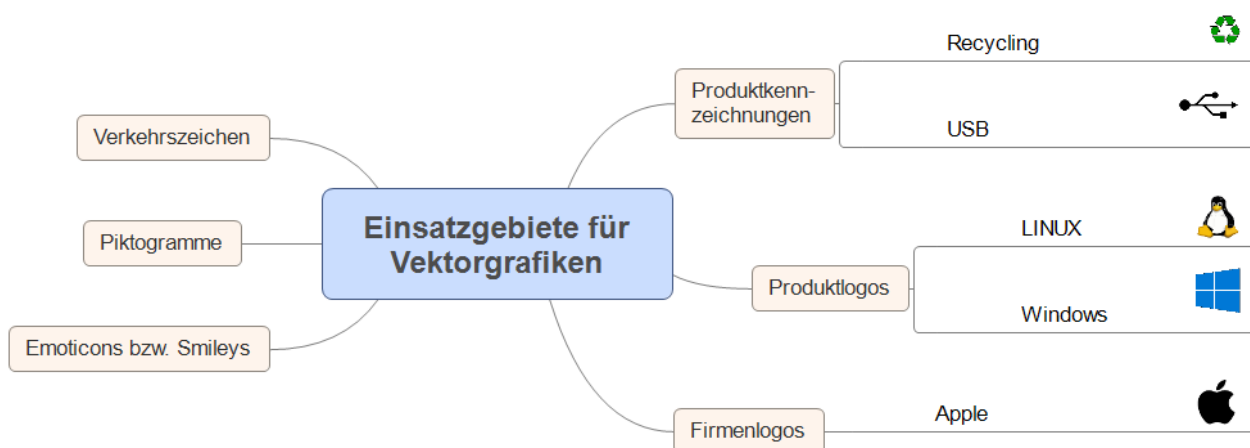 Einsatzgebiete für
Vektorgrafiken
Verkehrszeichen
Piktogramme
Emoticons bzw. Smileys
Produktkenn-
zeichnungen
Recycling
USB
Produktlogos
LINUX
Windows
Firmenlogos
Apple